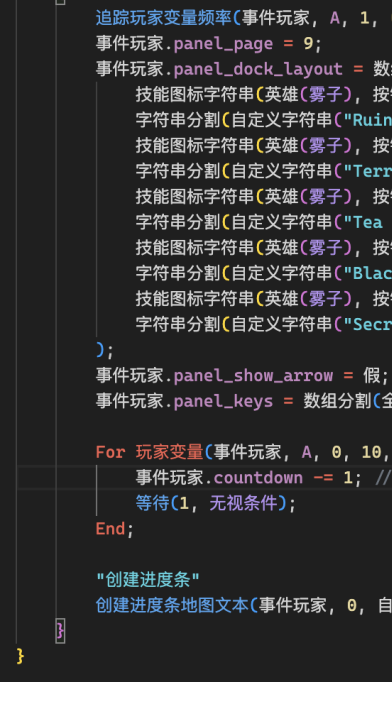 追踪玩家变量频率(事件玩家, A, 1,
事件玩家.panel_page = 9;
事件玩家.panel_dock_layout = 数
技能图标字符串(英雄(雾子), 按
字符串分割(自定义字符串("Ruin
技能图标字符串(英雄(雾子), 按
字符串分割(自定义字符串("Terr
技能图标字符串(英雄(雾子), 按
字符串分割(自定义字符串("Tea
技能图标字符串(英雄(雾子), 按
字符串分割(自定义字符串("Blac
技能图标字符串(英雄(雾子), 按
字符串分割(自定义字符串("Secr
);
事件玩家.panel_show_arrow = 假;
事件玩家.panel_keys = 数组分割(全
For 玩家变量(事件玩家, A, 0, 10,
事件玩家.countdown -= 1; //
等待(1, 无视条件);
End;
"创建进度条"
创建进度条地图文本(事件玩家, 0, 自
}
}